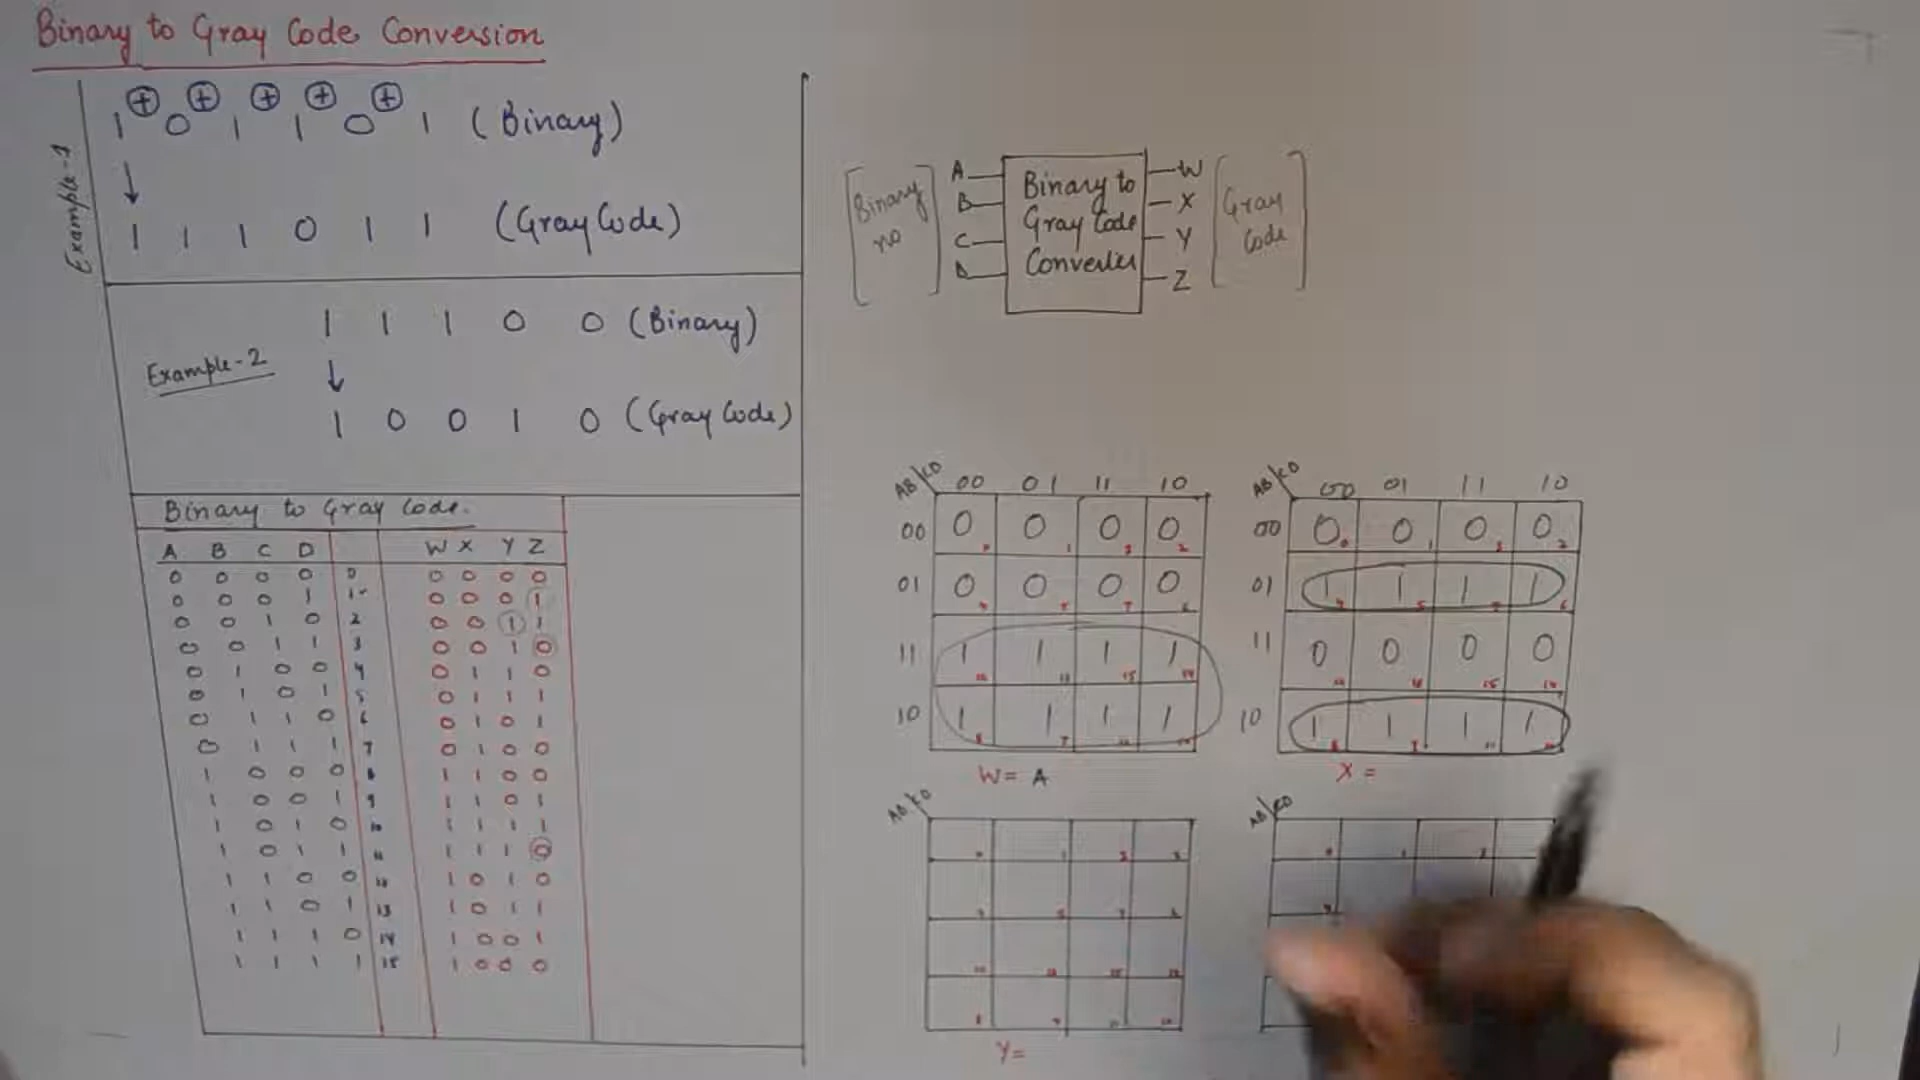 Binary to Gray Code Conversion
Example-1
⊕ ⊕ ⊕ ⊕ ⊕
1 0 1 1 0 1 (Binary)
↓
1 1 1 0 1 1 (Gray Code)
Example-2
1 1 1 0 0 (Binary)
↓
1 0 0 1 0 (Gray Code)
Binary to Gray Code.
A B C D W X Y Z
0 0 0 0 0 0 0 0 0
0 0 0 1 1 0 0 0 1
0 0 1 0 2 0 0 1 1
0 0 1 1 3 0 0 1 0
0 1 0 0 4 0 1 1 0
0 1 0 1 5 0 1 1 1
0 1 1 0 6 0 1 0 1
0 1 1 1 7 0 1 0 0
1 0 0 0 8 1 1 0 0
1 0 0 1 9 1 1 0 1
1 0 1 0 10 1 1 1 1
1 0 1 1 11 1 1 1 0
1 1 0 0 12 1 0 1 0
1 1 0 1 13 1 0 1 1
1 1 1 0 14 1 0 0 1
1 1 1 1 15 1 0 0 0
Binary no
A B C D
Binary to
Gray Code
Converter
W X Y Z
Gray Code
AB\CD 00 01 11 10
00 0 0 0 0
01 0 0 0 0
11 1 1 1 1
10 1 1 1 1
W = A
AB\CD 00 01 11 10
00 0 0 0 0
01 1 1 1 1
11 0 0 0 0
10 1 1 1 1
X =
AB\CD
Y =
AB\CD